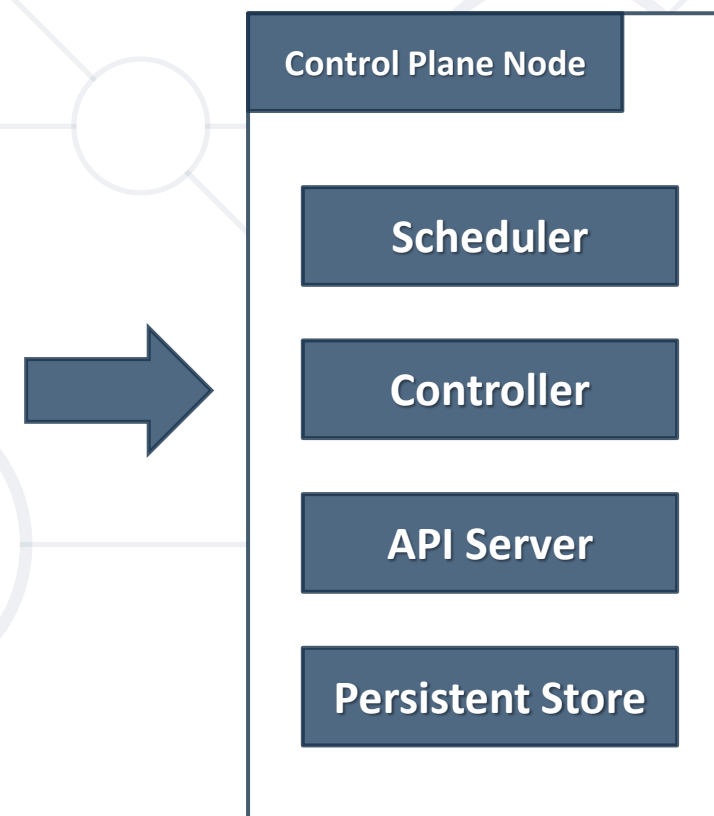 Control Plane Node
Scheduler
Controller
API Server
Persistent Store